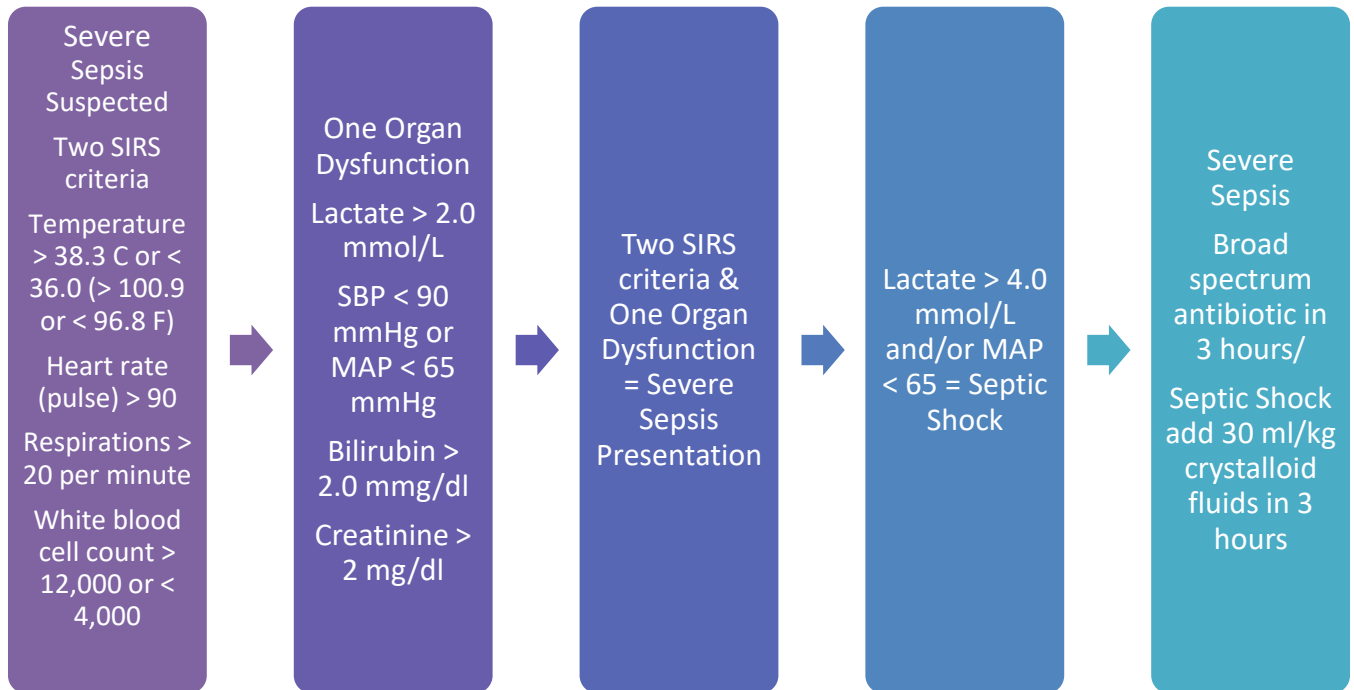 Severe
Sepsis
Suspected
Two SIRS
criteria
Temperature
> 38.3 C or <
36.0 (> 100.9
or < 96.8 F)
Heart rate
(pulse) > 90
Respirations >
20 per minute
White blood
cell count >
12,000 or <
4,000
One Organ
Dysfunction
Lactate > 2.0
mmol/L
SBP < 90
mmHg or
MAP < 65
mmHg
Bilirubin >
2.0 mmg/dl
Creatinine >
2 mg/dl
Two SIRS
criteria &
One Organ
Dysfunction
= Severe
Sepsis
Presentation
Lactate > 4.0
mmol/L
and/or MAP
< 65 = Septic
Shock
Severe
Sepsis
Broad
spectrum
antibiotic in
3 hours/
Septic Shock
add 30 ml/kg
crystalloid
fluids in 3
hours